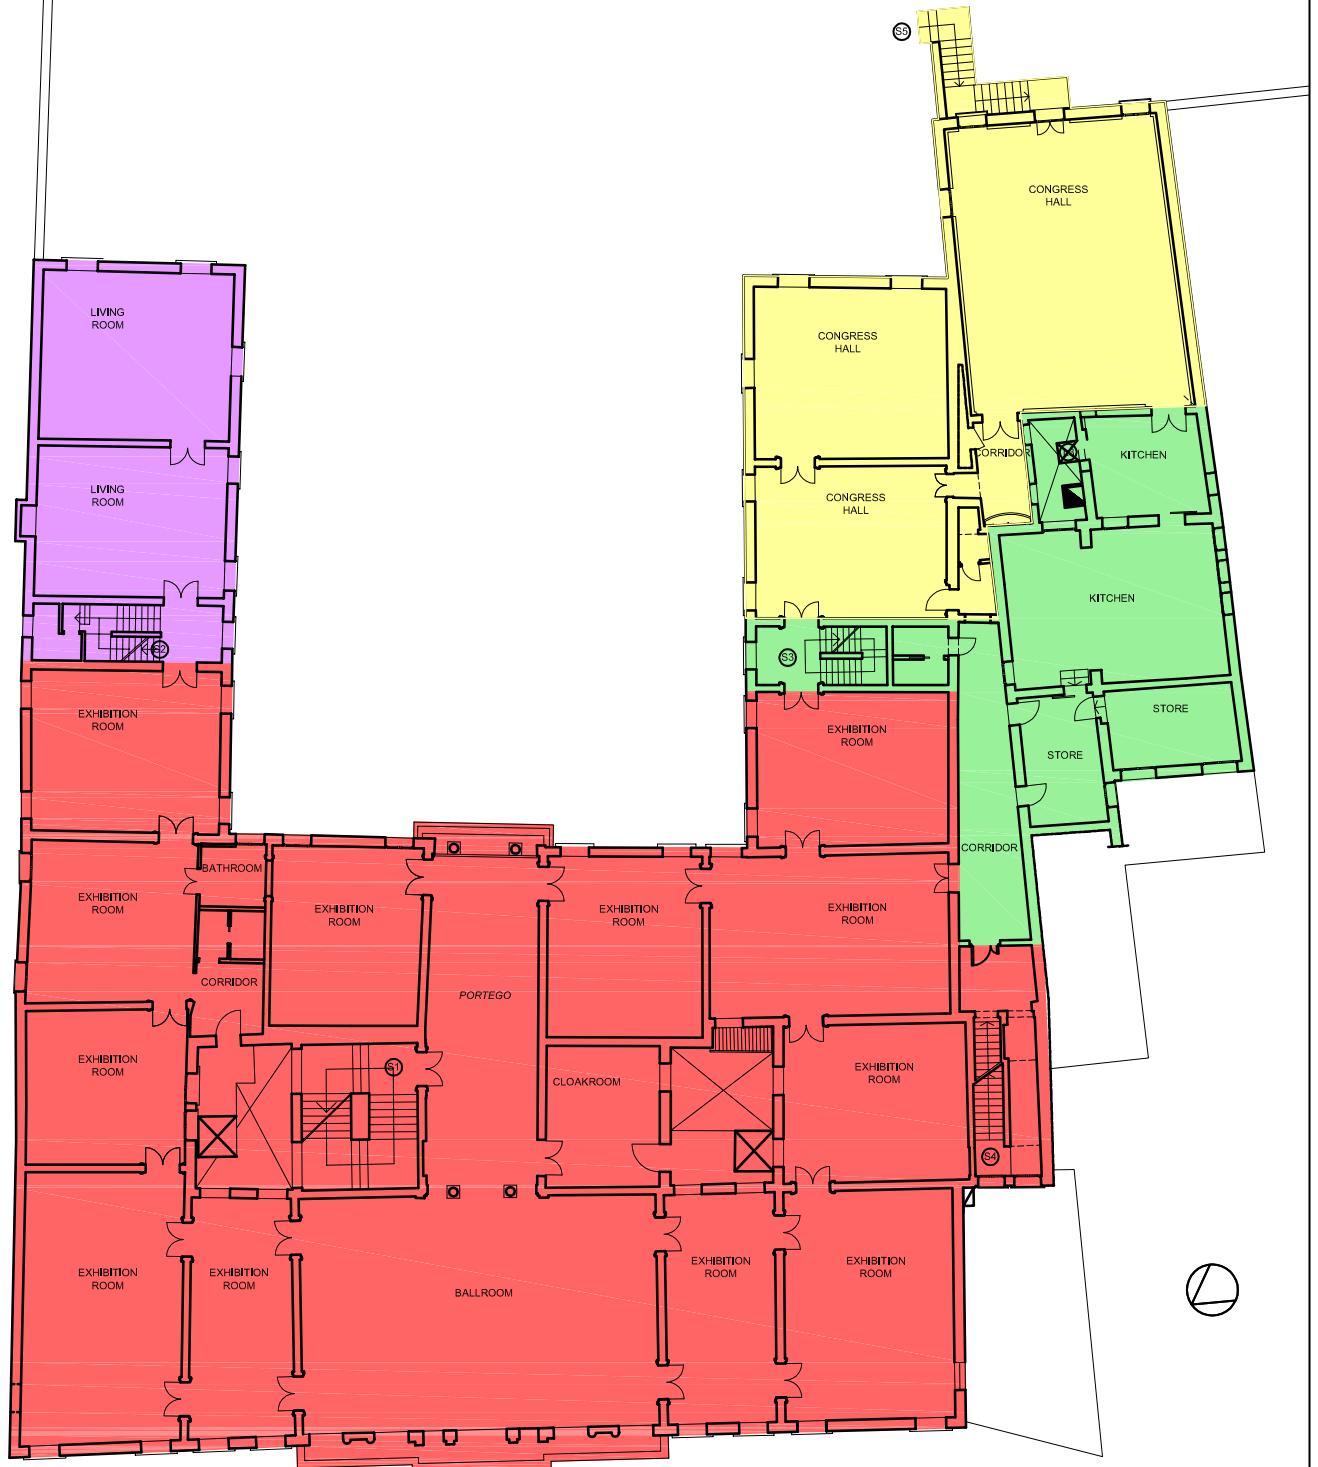 S5
CONGRESS
HALL
LIVING
ROOM
CONGRESS
HALL
CORRIDOR
KITCHEN
LIVING
ROOM
CONGRESS
HALL
KITCHEN
S2
S3
EXHIBITION
ROOM
EXHIBITION
ROOM
STORE
STORE
BATHROOM
CORRIDOR
EXHIBITION
ROOM
EXHIBITION
ROOM
EXHIBITION
ROOM
EXHIBITION
ROOM
CORRIDOR
PORTEGO
EXHIBITION
ROOM
S1
CLOAKROOM
EXHIBITION
ROOM
S4
EXHIBITION
ROOM
EXHIBITION
ROOM
BALLROOM
EXHIBITION
ROOM
EXHIBITION
ROOM